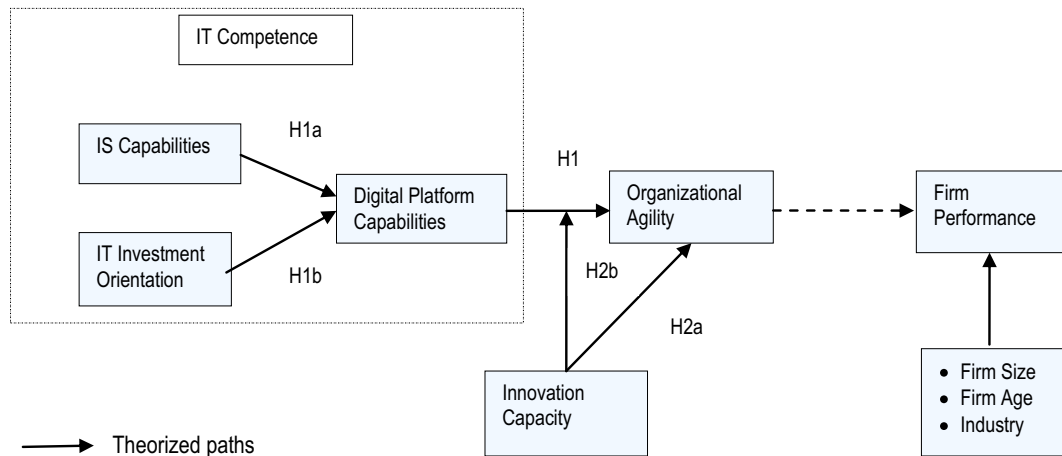 IT Competence
IS Capabilities
H1a
IT Investment
Orientation
H1b
Digital Platform
Capabilities
H1
Organizational
Agility
Firm
Performance
H2b
H2a
Innovation
Capacity
• Firm Size
• Firm Age
• Industry
Theorized paths